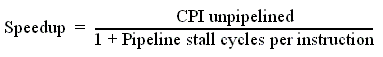 Speedup = CPI unpipelined / 1 + Pipeline stall cycles per instruction